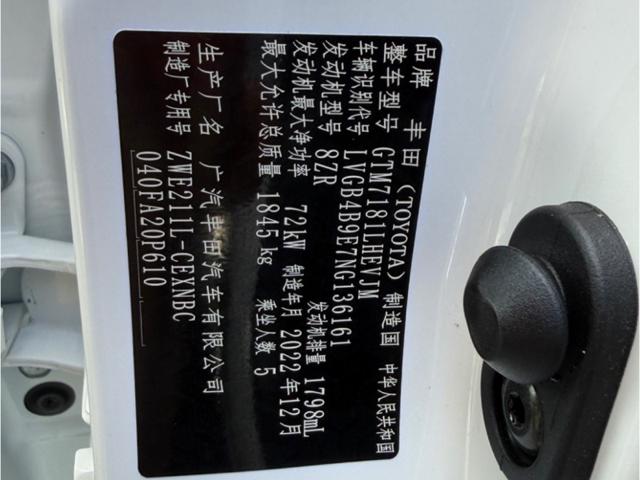 品牌 丰田(TOYOTA) 制造国 中华人民共和国
整车型号 GTM7181LHEVJM
车辆识别代号 LVGB4B9E7NG136161
发动机型号 8ZR 发动机排量 1798mL
发动机最大净功率 72kW 制造年月 2022年12月
最大允许总质量 1845kg 乘坐人数 5
生产厂名 广汽丰田汽车有限公司
制造厂专用号 ZWE211L-CEXNBC
040FA20P610